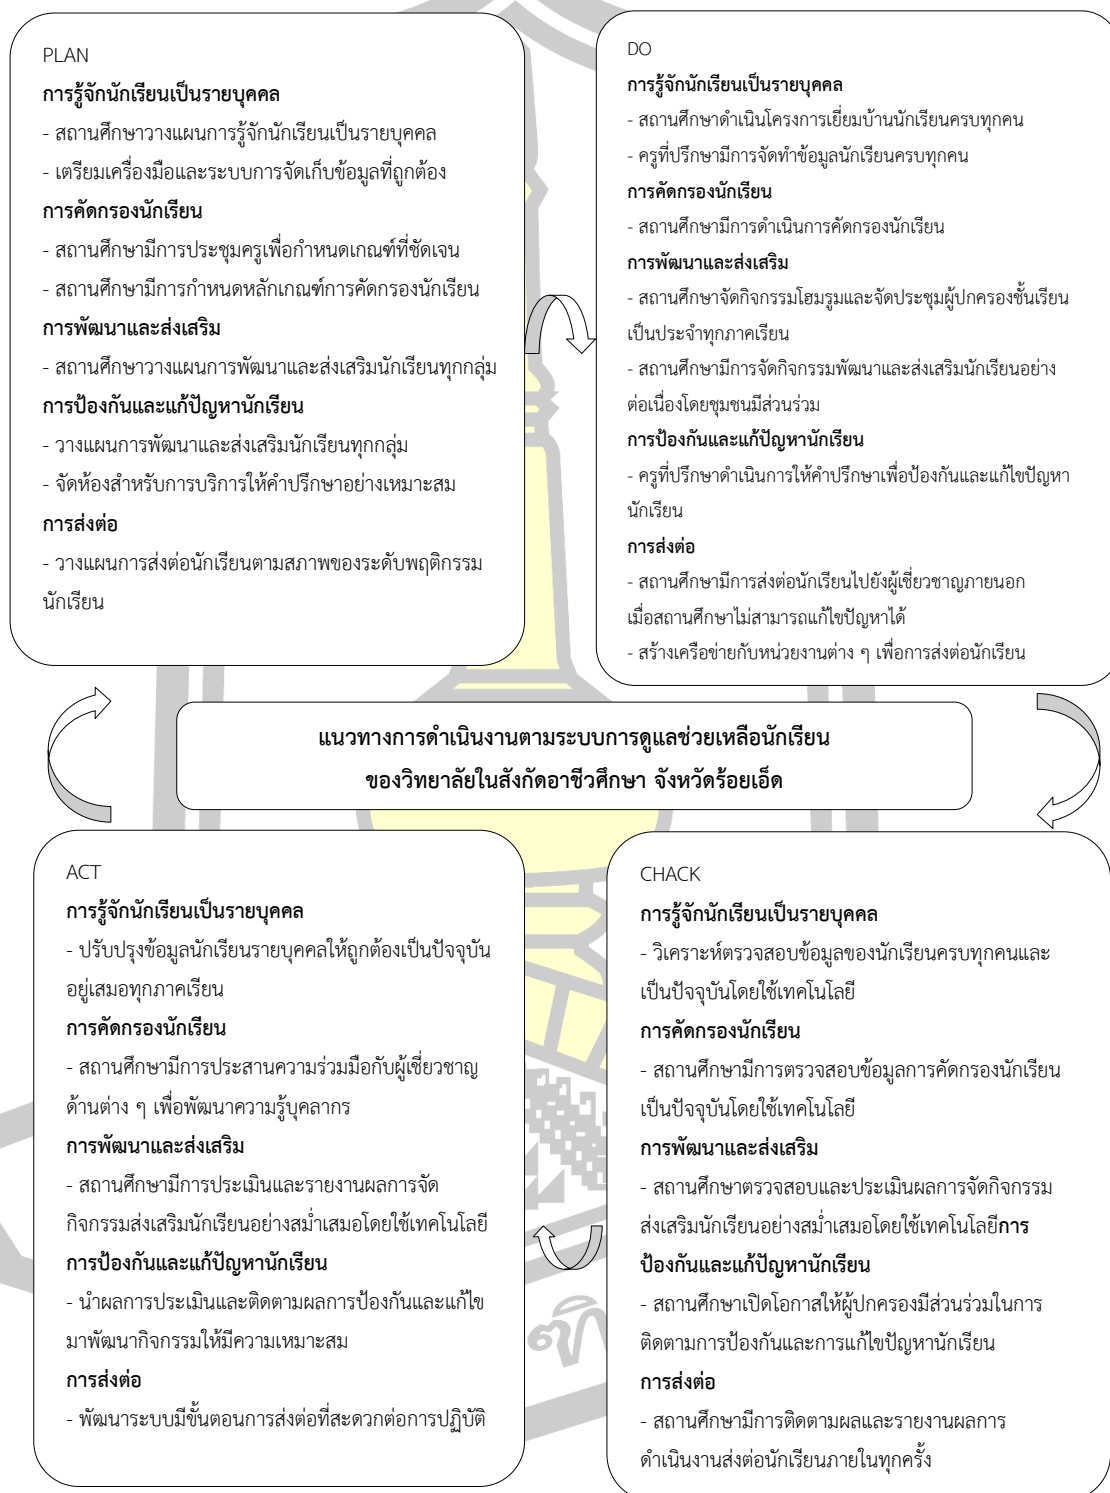 PLAN
การรู้จักนักเรียนเป็นรายบุคคล
- สถานศึกษาวางแผนการรู้จักนักเรียนเป็นรายบุคคล
- เตรียมเครื่องมือและระบบการจัดเก็บข้อมูลที่ถูกต้อง
การคัดกรองนักเรียน
- สถานศึกษามีการประชุมครูเพื่อกำหนดเกณฑ์ที่ชัดเจน
- สถานศึกษามีการกำหนดหลักเกณฑ์การคัดกรองนักเรียน
การพัฒนาและส่งเสริม
- สถานศึกษาวางแผนการพัฒนาและส่งเสริมนักเรียนทุกกลุ่ม
การป้องกันและแก้ปัญหานักเรียน
- วางแผนการพัฒนาและส่งเสริมนักเรียนทุกกลุ่ม
- จัดห้องสำหรับการบริการให้คำปรึกษาอย่างเหมาะสม
การส่งต่อ
- วางแผนการส่งต่อนักเรียนตามสภาพของระดับพฤติกรรม
นักเรียน
DO
การรู้จักนักเรียนเป็นรายบุคคล
- สถานศึกษาดำเนินโครงการเยี่ยมบ้านนักเรียนครบทุกคน
- ครูที่ปรึกษามีการจัดทำข้อมูลนักเรียนครบทุกคน
การคัดกรองนักเรียน
- สถานศึกษามีการดำเนินการคัดกรองนักเรียน
การพัฒนาและส่งเสริม
- สถานศึกษาจัดกิจกรรมโฮมรูมและจัดประชุมผู้ปกครองชั้นเรียน
เป็นประจำทุกภาคเรียน
- สถานศึกษามีการจัดกิจกรรมพัฒนาและส่งเสริมนักเรียนอย่าง
ต่อเนื่องโดยชุมชนมีส่วนร่วม
การป้องกันและแก้ปัญหานักเรียน
- ครูที่ปรึกษาดำเนินการให้คำปรึกษาเพื่อป้องกันและแก้ไขปัญหา
นักเรียน
การส่งต่อ
- สถานศึกษามีการส่งต่อนักเรียนไปยังผู้เชี่ยวชาญภายนอก
เมื่อสถานศึกษาไม่สามารถแก้ไขปัญหาได้
- สร้างเครือข่ายกับหน่วยงานต่าง ๆ เพื่อการส่งต่อนักเรียน
แนวทางการดำเนินงานตามระบบการดูแลช่วยเหลือนักเรียน
ของวิทยาลัยในสังกัดอาชีวศึกษา จังหวัดร้อยเอ็ด
ACT
การรู้จักนักเรียนเป็นรายบุคคล
- ปรับปรุงข้อมูลนักเรียนรายบุคคลให้ถูกต้องเป็นปัจจุบัน
อยู่เสมอทุกภาคเรียน
การคัดกรองนักเรียน
- สถานศึกษามีการประสานความร่วมมือกับผู้เชี่ยวชาญ
ด้านต่าง ๆ เพื่อพัฒนาความรู้บุคลากร
การพัฒนาและส่งเสริม
- สถานศึกษามีการประเมินและรายงานผลการจัด
กิจกรรมส่งเสริมนักเรียนอย่างสม่ำเสมอโดยใช้เทคโนโลยี
การป้องกันและแก้ปัญหานักเรียน
- นำผลการประเมินและติดตามผลการป้องกันและแก้ไข
มาพัฒนากิจกรรมให้มีความเหมาะสม
การส่งต่อ
- พัฒนาระบบมีขั้นตอนการส่งต่อที่สะดวกต่อการปฏิบัติ
CHACK
การรู้จักนักเรียนเป็นรายบุคคล
- วิเคราะห์ตรวจสอบข้อมูลของนักเรียนครบทุกคนและ
เป็นปัจจุบันโดยใช้เทคโนโลยี
การคัดกรองนักเรียน
- สถานศึกษามีการตรวจสอบข้อมูลการคัดกรองนักเรียน
เป็นปัจจุบันโดยใช้เทคโนโลยี
การพัฒนาและส่งเสริม
- สถานศึกษาตรวจสอบและประเมินผลการจัดกิจกรรม
ส่งเสริมนักเรียนอย่างสม่ำเสมอโดยใช้เทคโนโลยีการ
ป้องกันและแก้ปัญหานักเรียน
- สถานศึกษาเปิดโอกาสให้ผู้ปกครองมีส่วนร่วมในการ
ติดตามการป้องกันและการแก้ไขปัญหานักเรียน
การส่งต่อ
- สถานศึกษามีการติดตามผลและรายงานผลการ
ดำเนินงานส่งต่อนักเรียนภายในทุกครั้ง